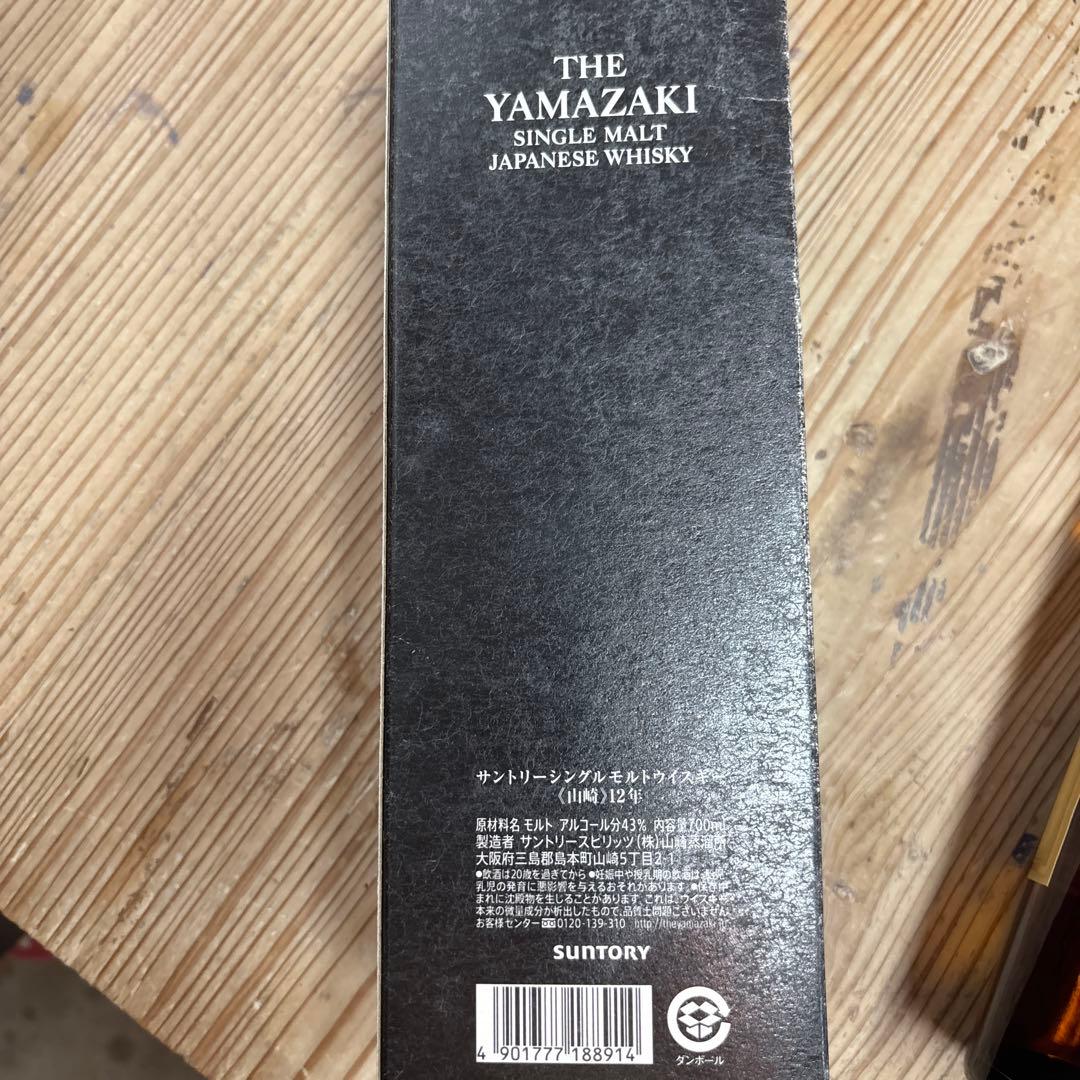 THE
YAMAZAKI
SINGLE MALT
JAPANESE WHISKY
サントリーシングルモルトウイスキー
〈山崎〉12年
原材料名 モルト アルコール分43% 内容量700ml
製造者 サントリースピリッツ(株)山崎蒸溜所
大阪府三島郡島本町山崎5丁目2-1
●飲酒は20歳を過ぎてから ●妊娠中や授乳期の飲酒は、胎児・
乳児の発育に悪影響を与えるおそれがあります ●保存中
まれに沈殿物を生じることがあります。これは、ウイスキー
本来の微量成分が析出したもので、品質上問題ございません
お客様センター 0120-139-310 http://theyamazaki.jp
SUNTORY
4 901777 188914
ダンボール